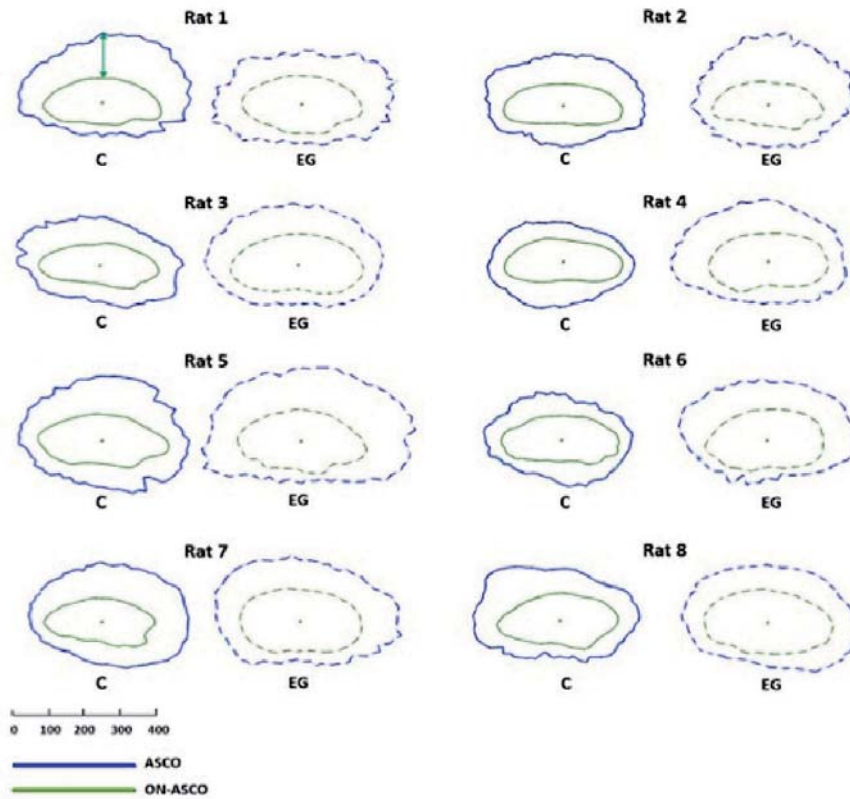 Rat 1 Rat 2
C EG C EG
Rat 3 Rat 4
C EG C EG
Rat 5 Rat 6
C EG C EG
Rat 7 Rat 8
C EG C EG
0 100 200 300 400
ASCO
ON-ASCO